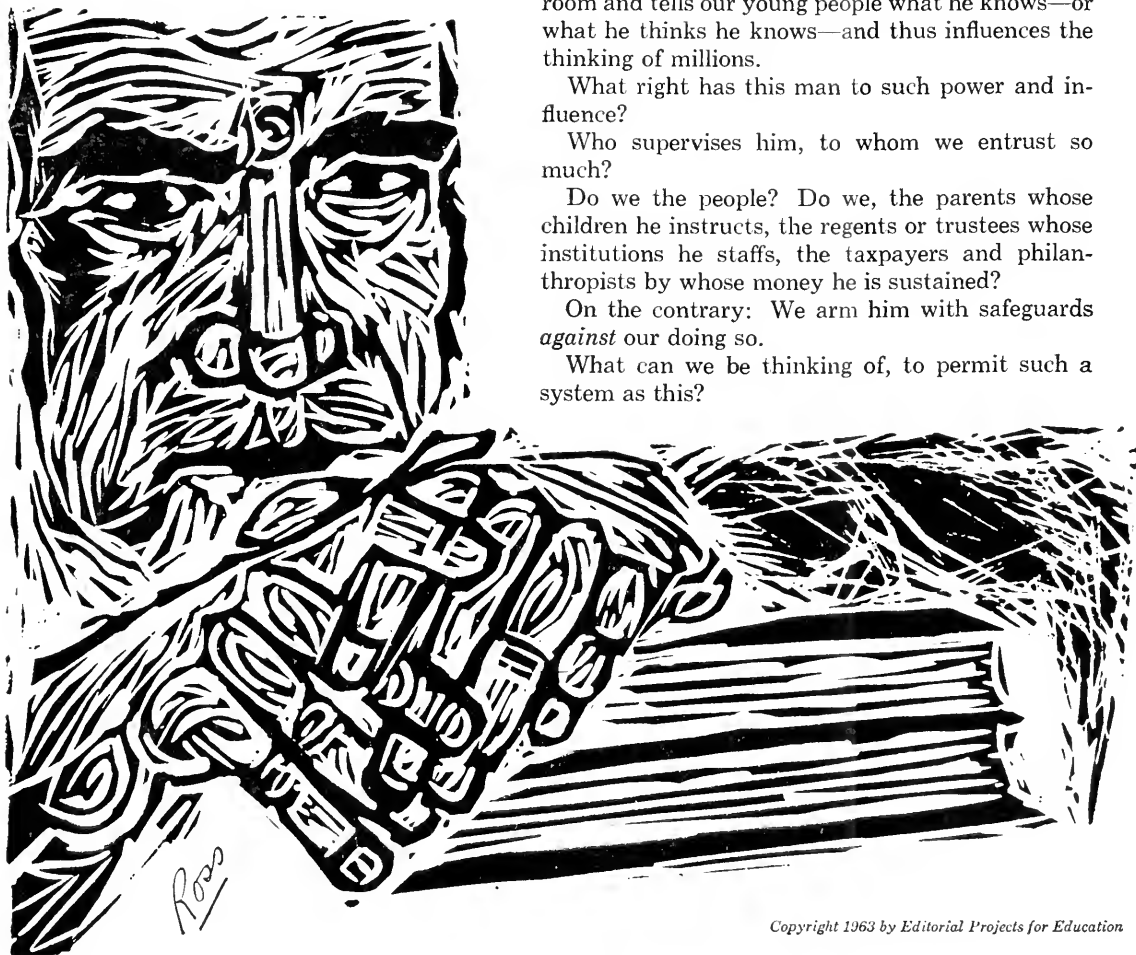 room and tells our young people what he knows—or
what he thinks he knows—and thus influences the
thinking of millions.
What right has this man to such power and in-
fluence?
Who supervises him, to whom we entrust so
much?
Do we the people? Do we, the parents whose
children he instructs, the regents or trustees whose
institutions he staffs, the taxpayers and philan-
thropists by whose money he is sustained?
On the contrary: We arm him with safeguards
against our doing so.
What can we be thinking of, to permit such a
system as this?
Ross
Copyright 1963 by Editorial Projects for Education